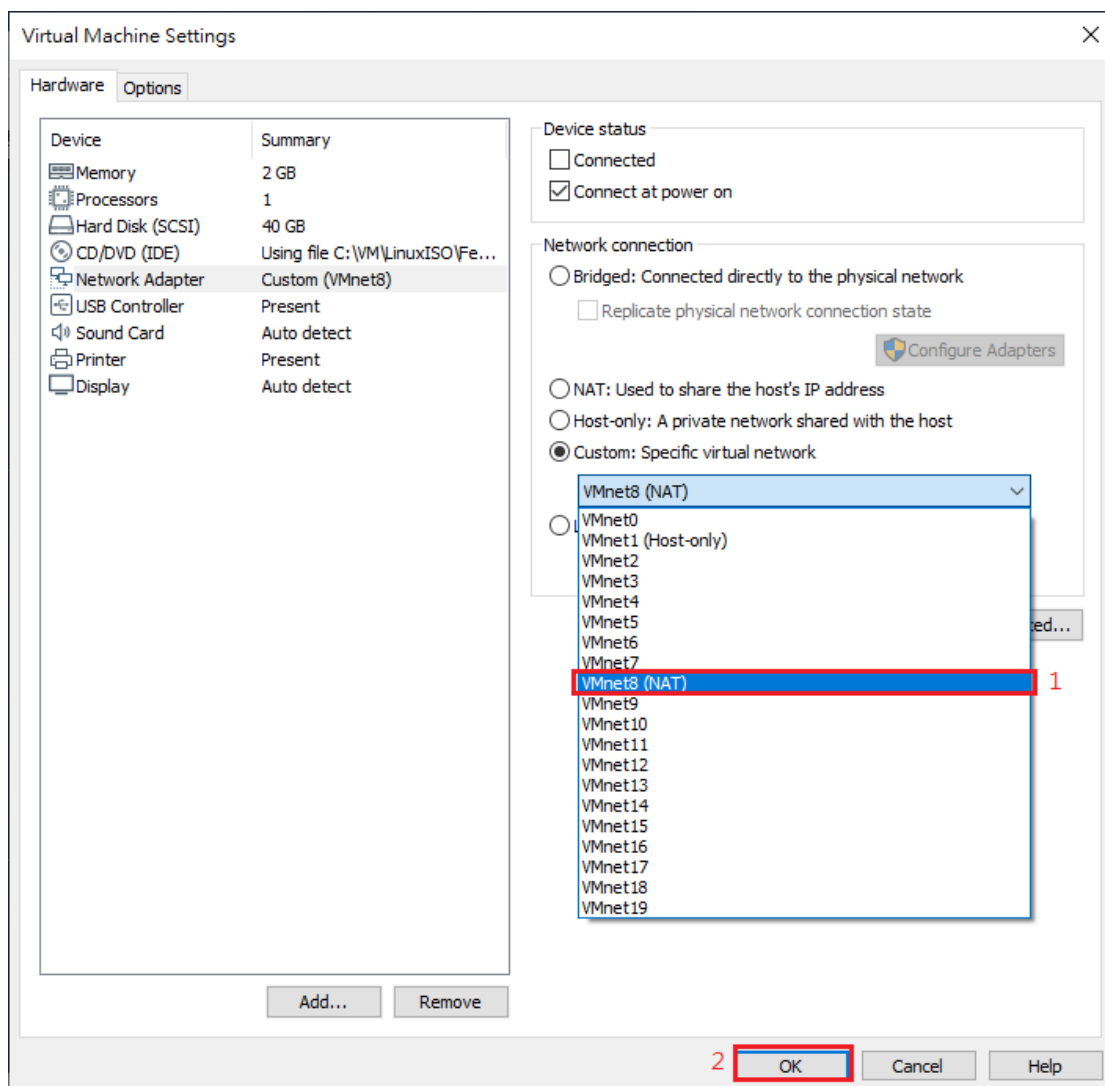 Virtual Machine Settings
Hardware Options
Device Summary
Memory 2 GB
Processors 1
Hard Disk (SCSI) 40 GB
CD/DVD (IDE) Using file C:\VM\LinuxISO\Fe...
Network Adapter Custom (VMnet8)
USB Controller Present
Sound Card Auto detect
Printer Present
Display Auto detect
Add... Remove
Device status
Connected
Connect at power on
Network connection
Bridged: Connected directly to the physical network
Replicate physical network connection state
Configure Adapters
NAT: Used to share the host's IP address
Host-only: A private network shared with the host
Custom: Specific virtual network
VMnet8 (NAT)
VMnet0
VMnet1 (Host-only)
VMnet2
VMnet3
VMnet4
VMnet5
VMnet6
VMnet7
VMnet8 (NAT) 1
VMnet9
VMnet10
VMnet11
VMnet12
VMnet13
VMnet14
VMnet15
VMnet16
VMnet17
VMnet18
VMnet19
2 OK Cancel Help